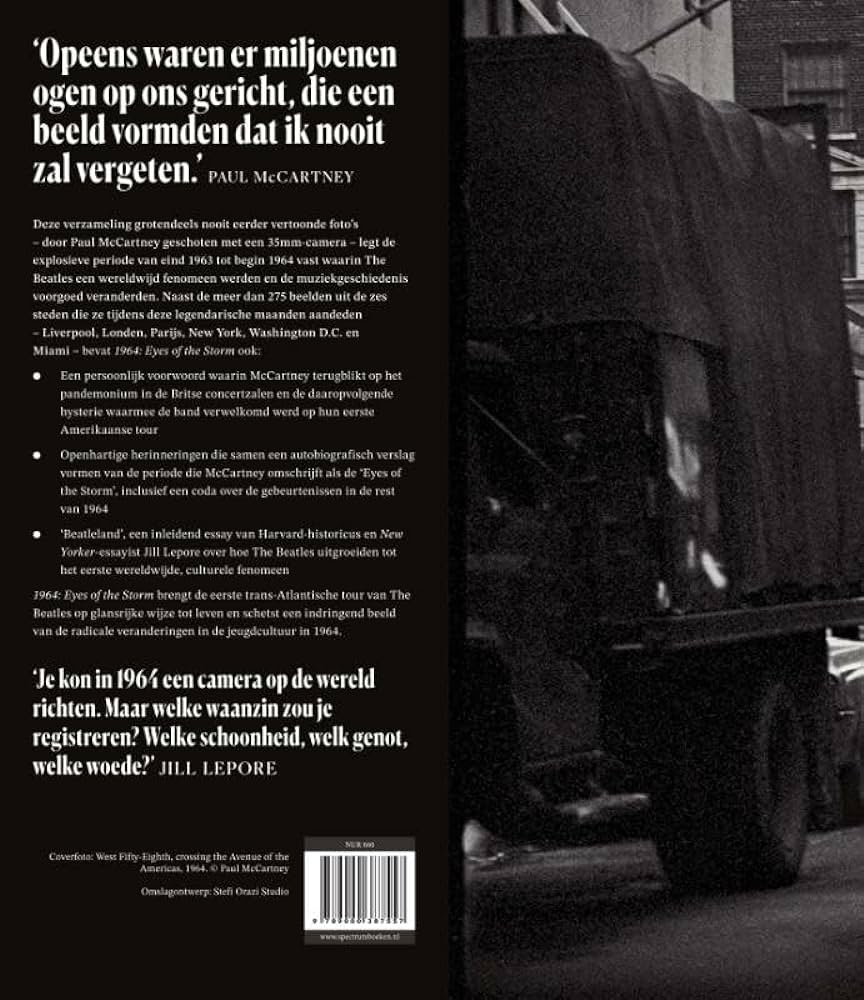 ‘Opeens waren er miljoenen
ogen op ons gericht, die een
beeld vormden dat ik nooit
zal vergeten.’ PAUL McCARTNEY
Deze verzameling grotendeels nooit eerder vertoonde foto’s
– door Paul McCartney geschoten met een 35mm-camera – legt de
explosieve periode van eind 1963 tot begin 1964 vast waarin The
Beatles een wereldwijd fenomeen werden en de muziekgeschiedenis
voorgoed veranderden. Naast de meer dan 275 beelden uit de zes
steden die ze tijdens deze legendarische maanden aandeden
– Liverpool, Londen, Parijs, New York, Washington D.C. en
Miami – bevat 1964: Eyes of the Storm ook:
● Een persoonlijk voorwoord waarin McCartney terugblikt op het
pandemonium in de Britse concertzalen en de daaropvolgende
hysterie waarmee de band verwelkomd werd op hun eerste
Amerikaanse tour
● Openhartige herinneringen die samen een autobiografisch verslag
vormen van de periode die McCartney omschrijft als de ‘Eyes of
the Storm’, inclusief een coda over de gebeurtenissen in de rest
van 1964
● ‘Beatleland’, een inleidend essay van Harvard-historicus en New
Yorker-essayist Jill Lepore over hoe The Beatles uitgroeiden tot
het eerste wereldwijde, culturele fenomeen
1964: Eyes of the Storm brengt de eerste trans-Atlantische tour van The
Beatles op glansrijke wijze tot leven en schetst een indringend beeld
van de radicale veranderingen in de jeugdcultuur in 1964.
‘Je kon in 1964 een camera op de wereld
richten. Maar welke waanzin zou je
registreren? Welke schoonheid, welk genot,
welke woede?’ JILL LEPORE
Coverfoto: West Fifty-Eighth, crossing the Avenue of the
Americas, 1964. © Paul McCartney
Omslagontwerp: Stefi Orazi Studio
NUR 666
9 789000 387557
www.spectrumboeken.nl